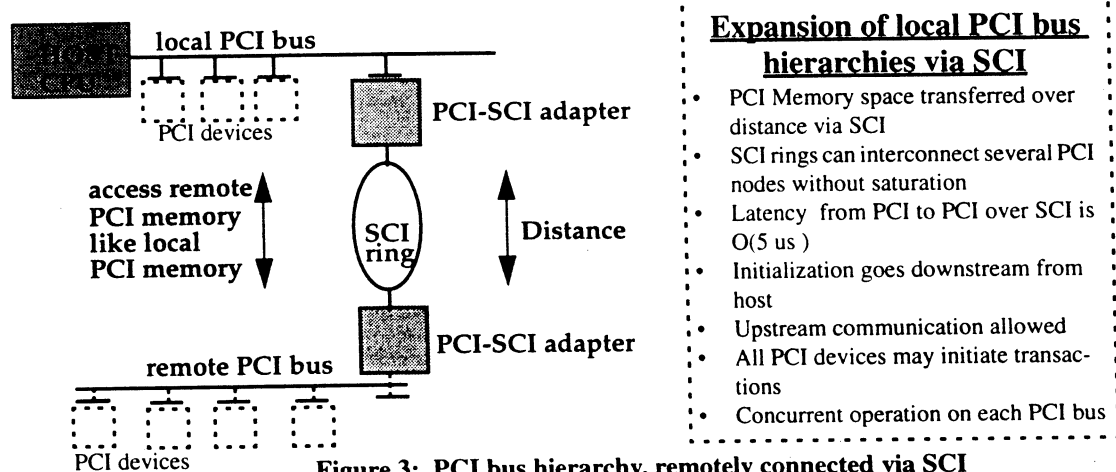 HOST
CPU
local PCI bus
PCI devices
PCI-SCI adapter
access remote
PCI memory
like local
PCI memory
SCI
ring
Distance
PCI-SCI adapter
remote PCI bus
PCI devices
Expansion of local PCI bus
hierarchies via SCI
• PCI Memory space transferred over
distance via SCI
• SCI rings can interconnect several PCI
nodes without saturation
• Latency from PCI to PCI over SCI is
O(5 us )
• Initialization goes downstream from
host
• Upstream communication allowed
• All PCI devices may initiate transac-
tions
• Concurrent operation on each PCI bus
Figure 3: PCI bus hierarchy, remotely connected via SCI